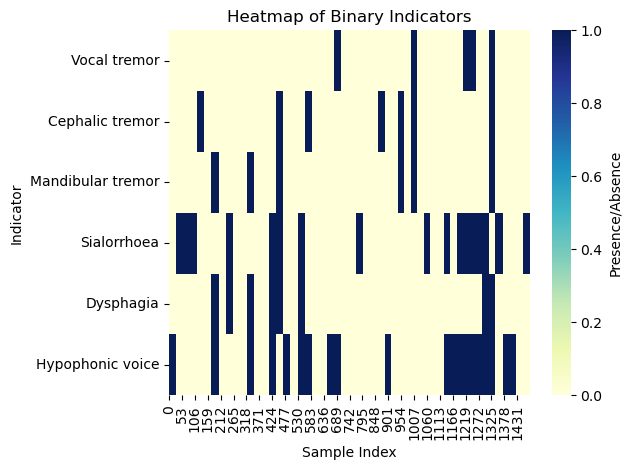 Heatmap of Binary Indicators
Indicator
Vocal tremor
Cephalic tremor
Mandibular tremor
Sialorrhoea
Dysphagia
Hypophonic voice
0 53 106 159 212 265 318 371 424 477 530 583 636 689 742 795 848 901 954 1007 1060 1113 1166 1219 1272 1325 1378 1431
Sample Index
1.0
0.8
0.6
0.4
0.2
0.0
Presence/Absence